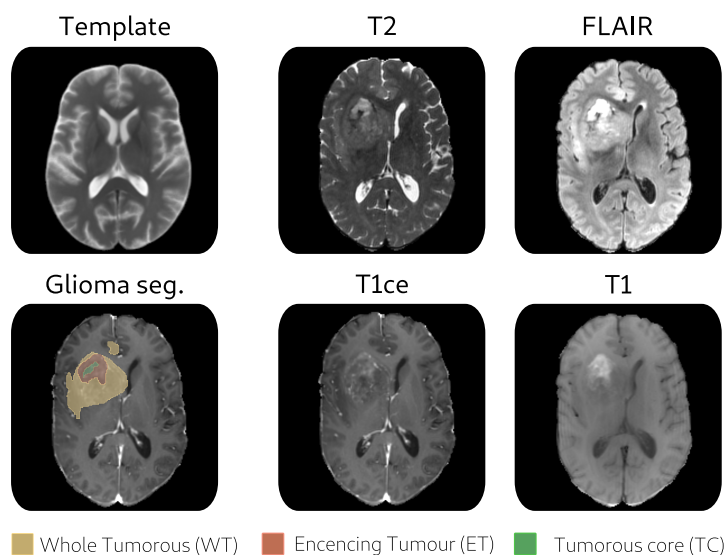 Template
T2
FLAIR
Glioma seg.
T1ce
T1
Whole Tumorous (WT)
Encencing Tumour (ET)
Tumorous core (TC)